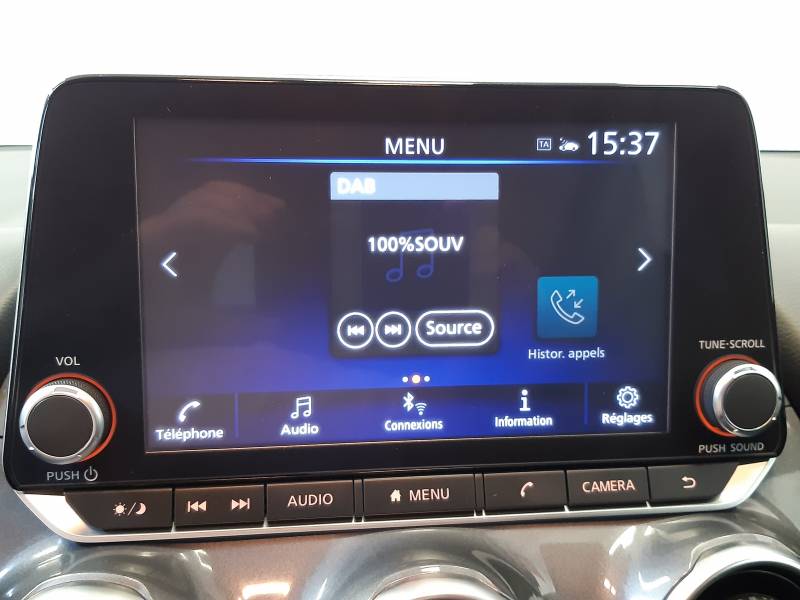 MENU TA 15:37
DAB
100%SOUV
Source
Histor. appels
VOL
TUNE-SCROLL
Téléphone Audio Connexions Information Réglages
PUSH
PUSH SOUND
AUDIO MENU CAMERA